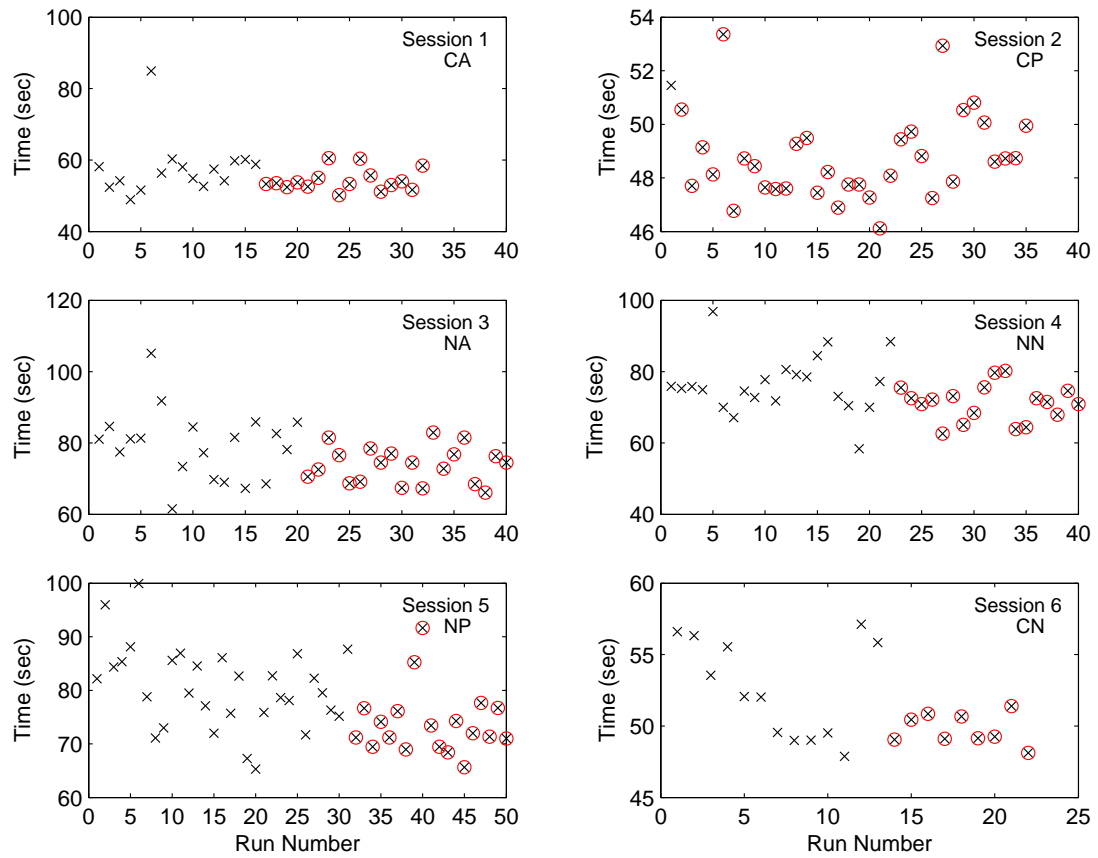 100
80
60
40
Time (sec)
0 5 10 15 20 25 30 35 40
Session 1
CA
54
52
50
48
46
Time (sec)
0 5 10 15 20 25 30 35 40
Session 2
CP
120
100
80
60
Time (sec)
0 5 10 15 20 25 30 35 40
Session 3
NA
100
80
60
40
Time (sec)
0 5 10 15 20 25 30 35 40
Session 4
NN
100
90
80
70
60
Time (sec)
0 5 10 15 20 25 30 35 40 45 50
Run Number
Session 5
NP
60
55
50
45
Time (sec)
0 5 10 15 20 25
Run Number
Session 6
CN